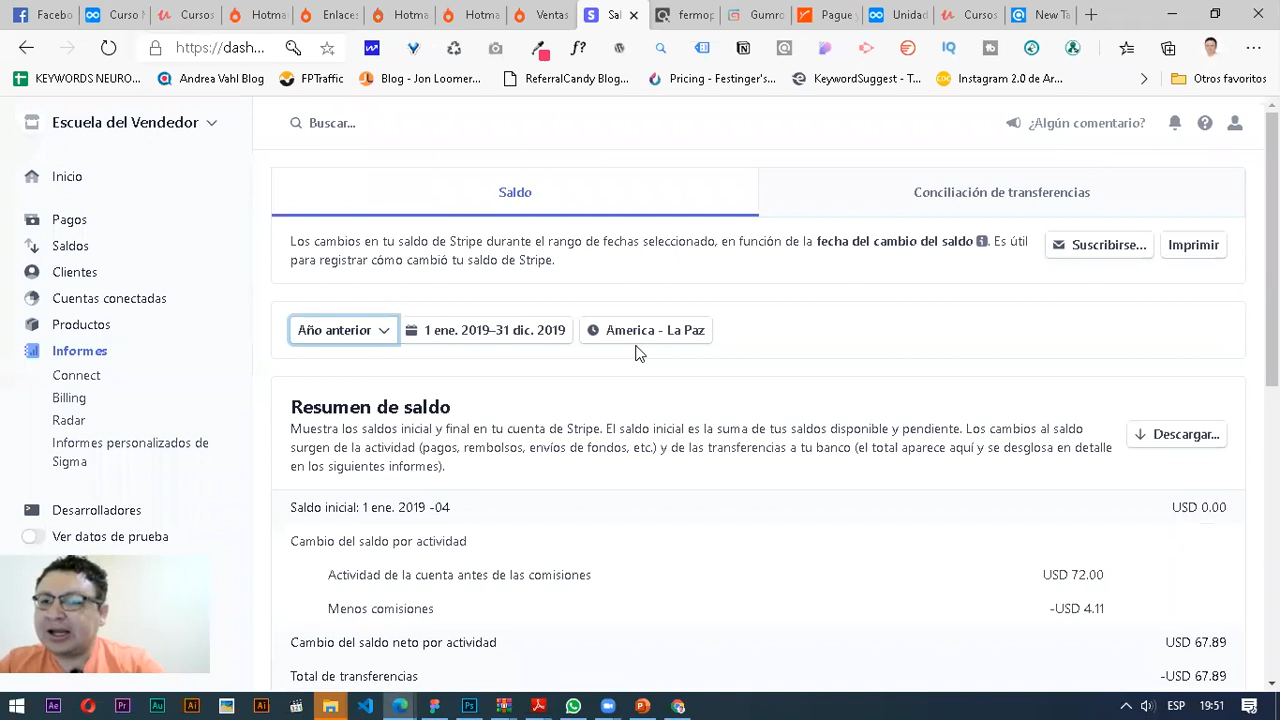 Facebo
Curso M
Cursos
Hotma
Enlaces
Hotma
Hotma
Ventas
Sal
fermop
Gumro
Pague y
Unidad
Cursos
New Ta
https://dash...
f?
IQ
KEYWORDS NEURO...
Andrea Vahl Blog
FPTraffic
Blog - Jon Loomer...
ReferralCandy Blog...
Pricing - Festinger's...
KeywordSuggest - T...
Instagram 2.0 de Ar...
Otros favoritos
Escuela del Vendedor
Buscar...
¿Algún comentario?
Inicio
Pagos
Saldos
Clientes
Cuentas conectadas
Productos
Informes
Connect
Billing
Radar
Informes personalizados de
Sigma
Desarrolladores
Ver datos de prueba
Saldo
Conciliación de transferencias
Los cambios en tu saldo de Stripe durante el rango de fechas seleccionado, en función de la fecha del cambio del saldo. Es útil
para registrar cómo cambió tu saldo de Stripe.
Suscribirse...
Imprimir
Año anterior
1 ene. 2019–31 dic. 2019
America - La Paz
Resumen de saldo
Muestra los saldos inicial y final en tu cuenta de Stripe. El saldo inicial es la suma de tus saldos disponible y pendiente. Los cambios al saldo
surgen de la actividad (pagos, rembolsos, envíos de fondos, etc.) y de las transferencias a tu banco (el total aparece aquí y se desglosa en detalle
en los siguientes informes).
Descargar...
Saldo inicial: 1 ene. 2019 -04 USD 0.00
Cambio del saldo por actividad
Actividad de la cuenta antes de las comisiones USD 72.00
Menos comisiones -USD 4.11
Cambio del saldo neto por actividad USD 67.89
Total de transferencias -USD 67.89
Ae
Pr
Au
Ai
Ai
Ps
ESP
19:51